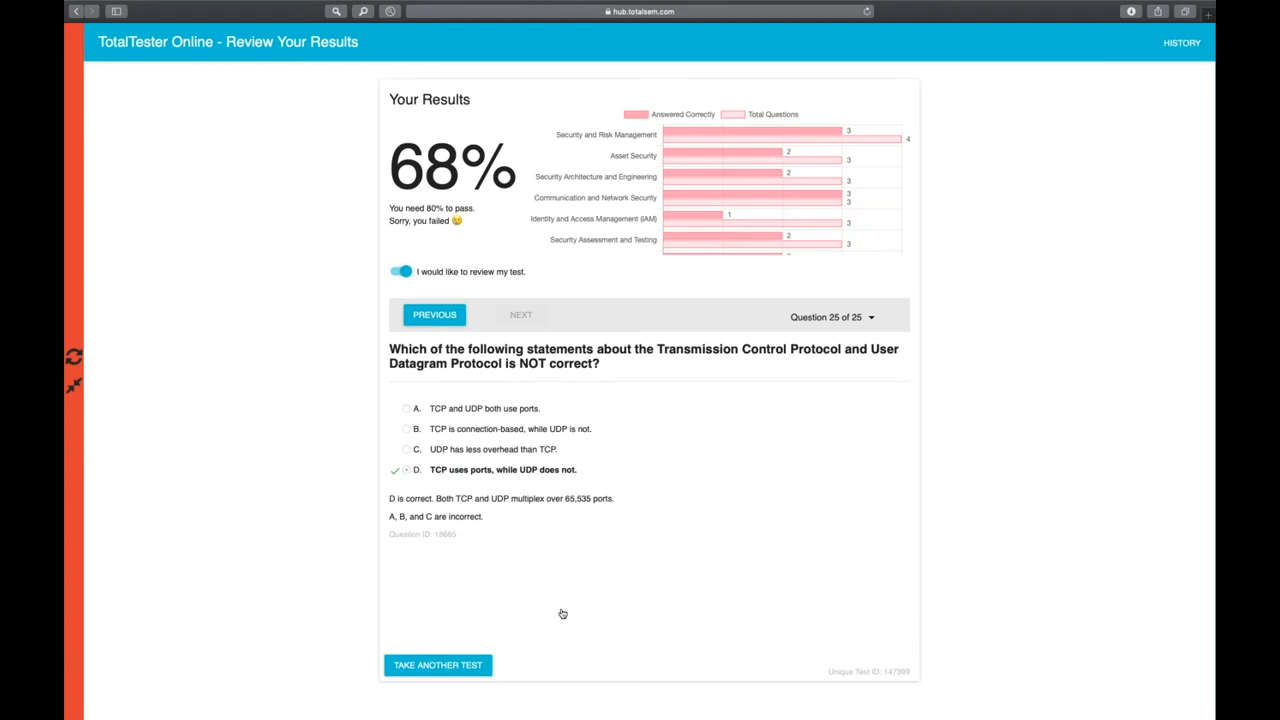 hub.totalsem.com
TotalTester Online - Review Your Results
HISTORY
Your Results
Answered Correctly
Total Questions
68%
You need 80% to pass.
Sorry, you failed
Security and Risk Management
3
4
Asset Security
2
3
Security Architecture and Engineering
2
3
Communication and Network Security
3
3
Identity and Access Management (IAM)
1
3
Security Assessment and Testing
2
3
I would like to review my test.
PREVIOUS
NEXT
Question 25 of 25
Which of the following statements about the Transmission Control Protocol and User
Datagram Protocol is NOT correct?
A. TCP and UDP both use ports.
B. TCP is connection-based, while UDP is not.
C. UDP has less overhead than TCP.
D. TCP uses ports, while UDP does not.
D is correct. Both TCP and UDP multiplex over 65,535 ports.
A, B, and C are incorrect.
Question ID: 18685
TAKE ANOTHER TEST
Unique Test ID: 147399